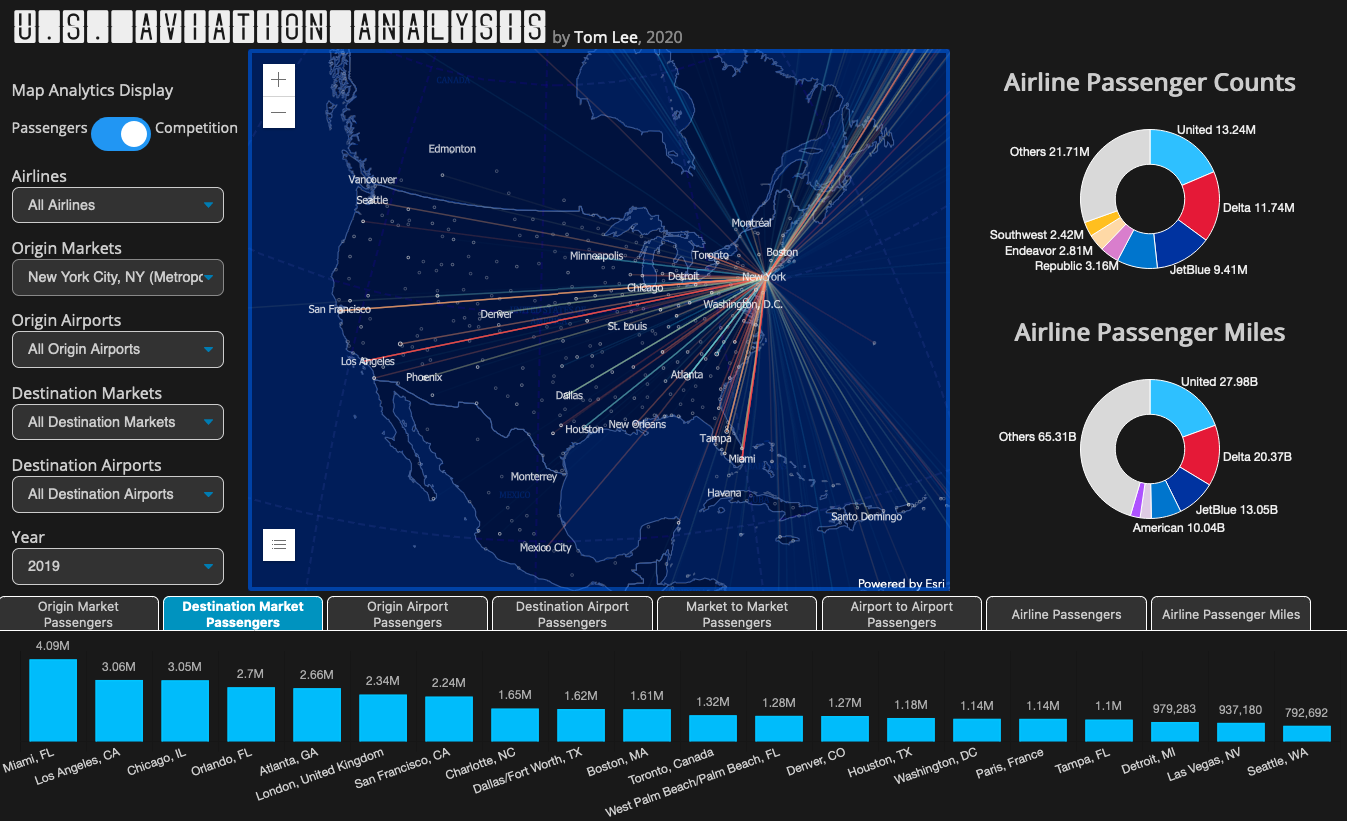 U.S. AVIATION ANALYSIS by Tom Lee, 2020
Map Analytics Display
Passengers Competition
Airlines
All Airlines
Origin Markets
New York City, NY (Metropo
Origin Airports
All Origin Airports
Destination Markets
All Destination Markets
Destination Airports
All Destination Airports
Year
2019
CANADA
Edmonton
Vancouver
Seattle
Montréal
Boston
Toronto
Minneapolis
Detroit
New York
Chicago
Washington, D.C.
San Francisco
Denver
St. Louis
Los Angeles
Phoenix
Atlanta
Dallas
Houston
New Orleans
Tampa
Miami
Monterrey
MEXICO
Havana
Santo Domingo
Mexico City
Powered by Esri
Airline Passenger Counts
United 13.24M
Others 21.71M
Delta 11.74M
Southwest 2.42M
Endeavor 2.81M
Republic 3.16M
JetBlue 9.41M
Airline Passenger Miles
United 27.98B
Others 65.31B
Delta 20.37B
JetBlue 13.05B
American 10.04B
Origin Market
Passengers
Destination Market
Passengers
Origin Airport
Passengers
Destination Airport
Passengers
Market to Market
Passengers
Airport to Airport
Passengers
Airline Passengers
Airline Passenger Miles
4.09M
3.06M
3.05M
2.7M
2.66M
2.34M
2.24M
1.65M
1.62M
1.61M
1.32M
1.28M
1.27M
1.18M
1.14M
1.14M
1.1M
979,283
937,180
792,692
Miami, FL
Los Angeles, CA
Chicago, IL
Orlando, FL
Atlanta, GA
London, United Kingdom
San Francisco, CA
Charlotte, NC
Dallas/Fort Worth, TX
Boston, MA
Toronto, Canada
West Palm Beach/Palm Beach, FL
Denver, CO
Houston, TX
Washington, DC
Paris, France
Tampa, FL
Detroit, MI
Las Vegas, NV
Seattle, WA